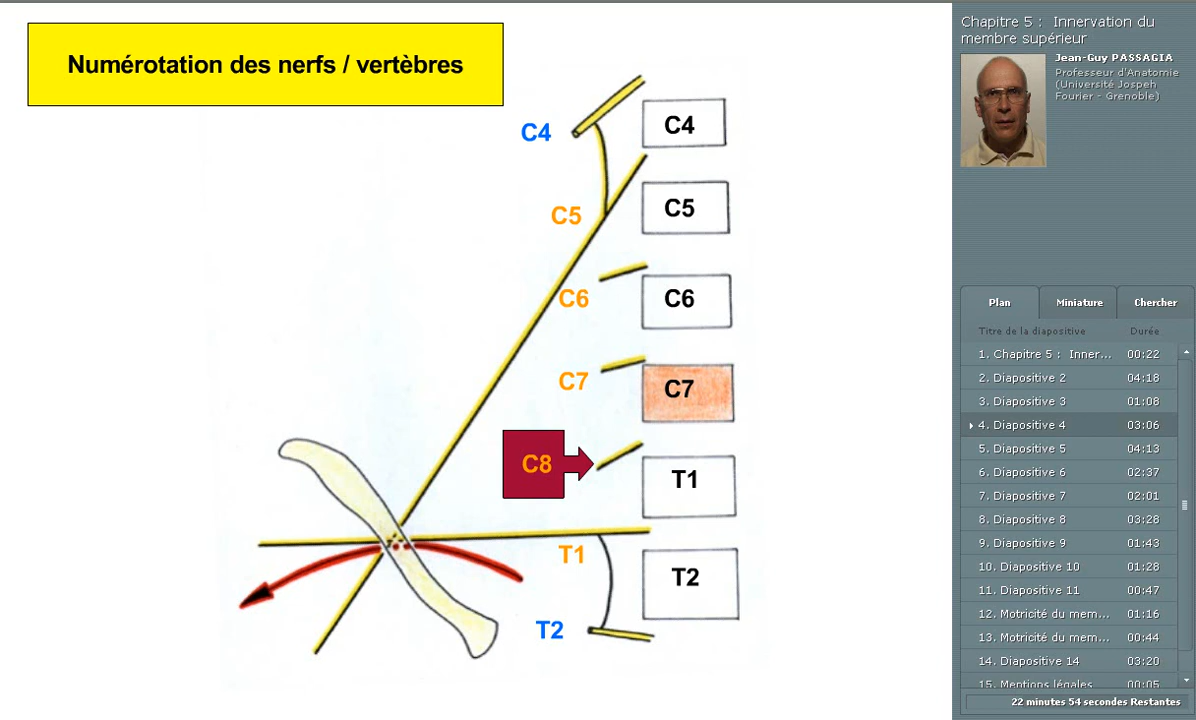 Numérotation des nerfs / vertèbres
C4
C4
C5
C5
C6
C6
C7
C7
C8
T1
T1
T2
T2
Chapitre 5 : Innervation du
membre supérieur
Jean-Guy PASSAGIA
Professeur d'Anatomie
(Université Jospeh
Fourier - Grenoble)
Plan
Miniature
Chercher
Titre de la diapositive Durée
1. Chapitre 5 : Inner... 00:22
2. Diapositive 2 04:18
3. Diapositive 3 01:08
4. Diapositive 4 03:06
5. Diapositive 5 04:13
6. Diapositive 6 02:37
7. Diapositive 7 02:01
8. Diapositive 8 03:28
9. Diapositive 9 01:43
10. Diapositive 10 01:28
11. Diapositive 11 00:47
12. Motricité du mem... 01:16
13. Motricité du mem... 00:44
14. Diapositive 14 03:20
15. Mentions légales 00:05
22 minutes 54 secondes Restantes